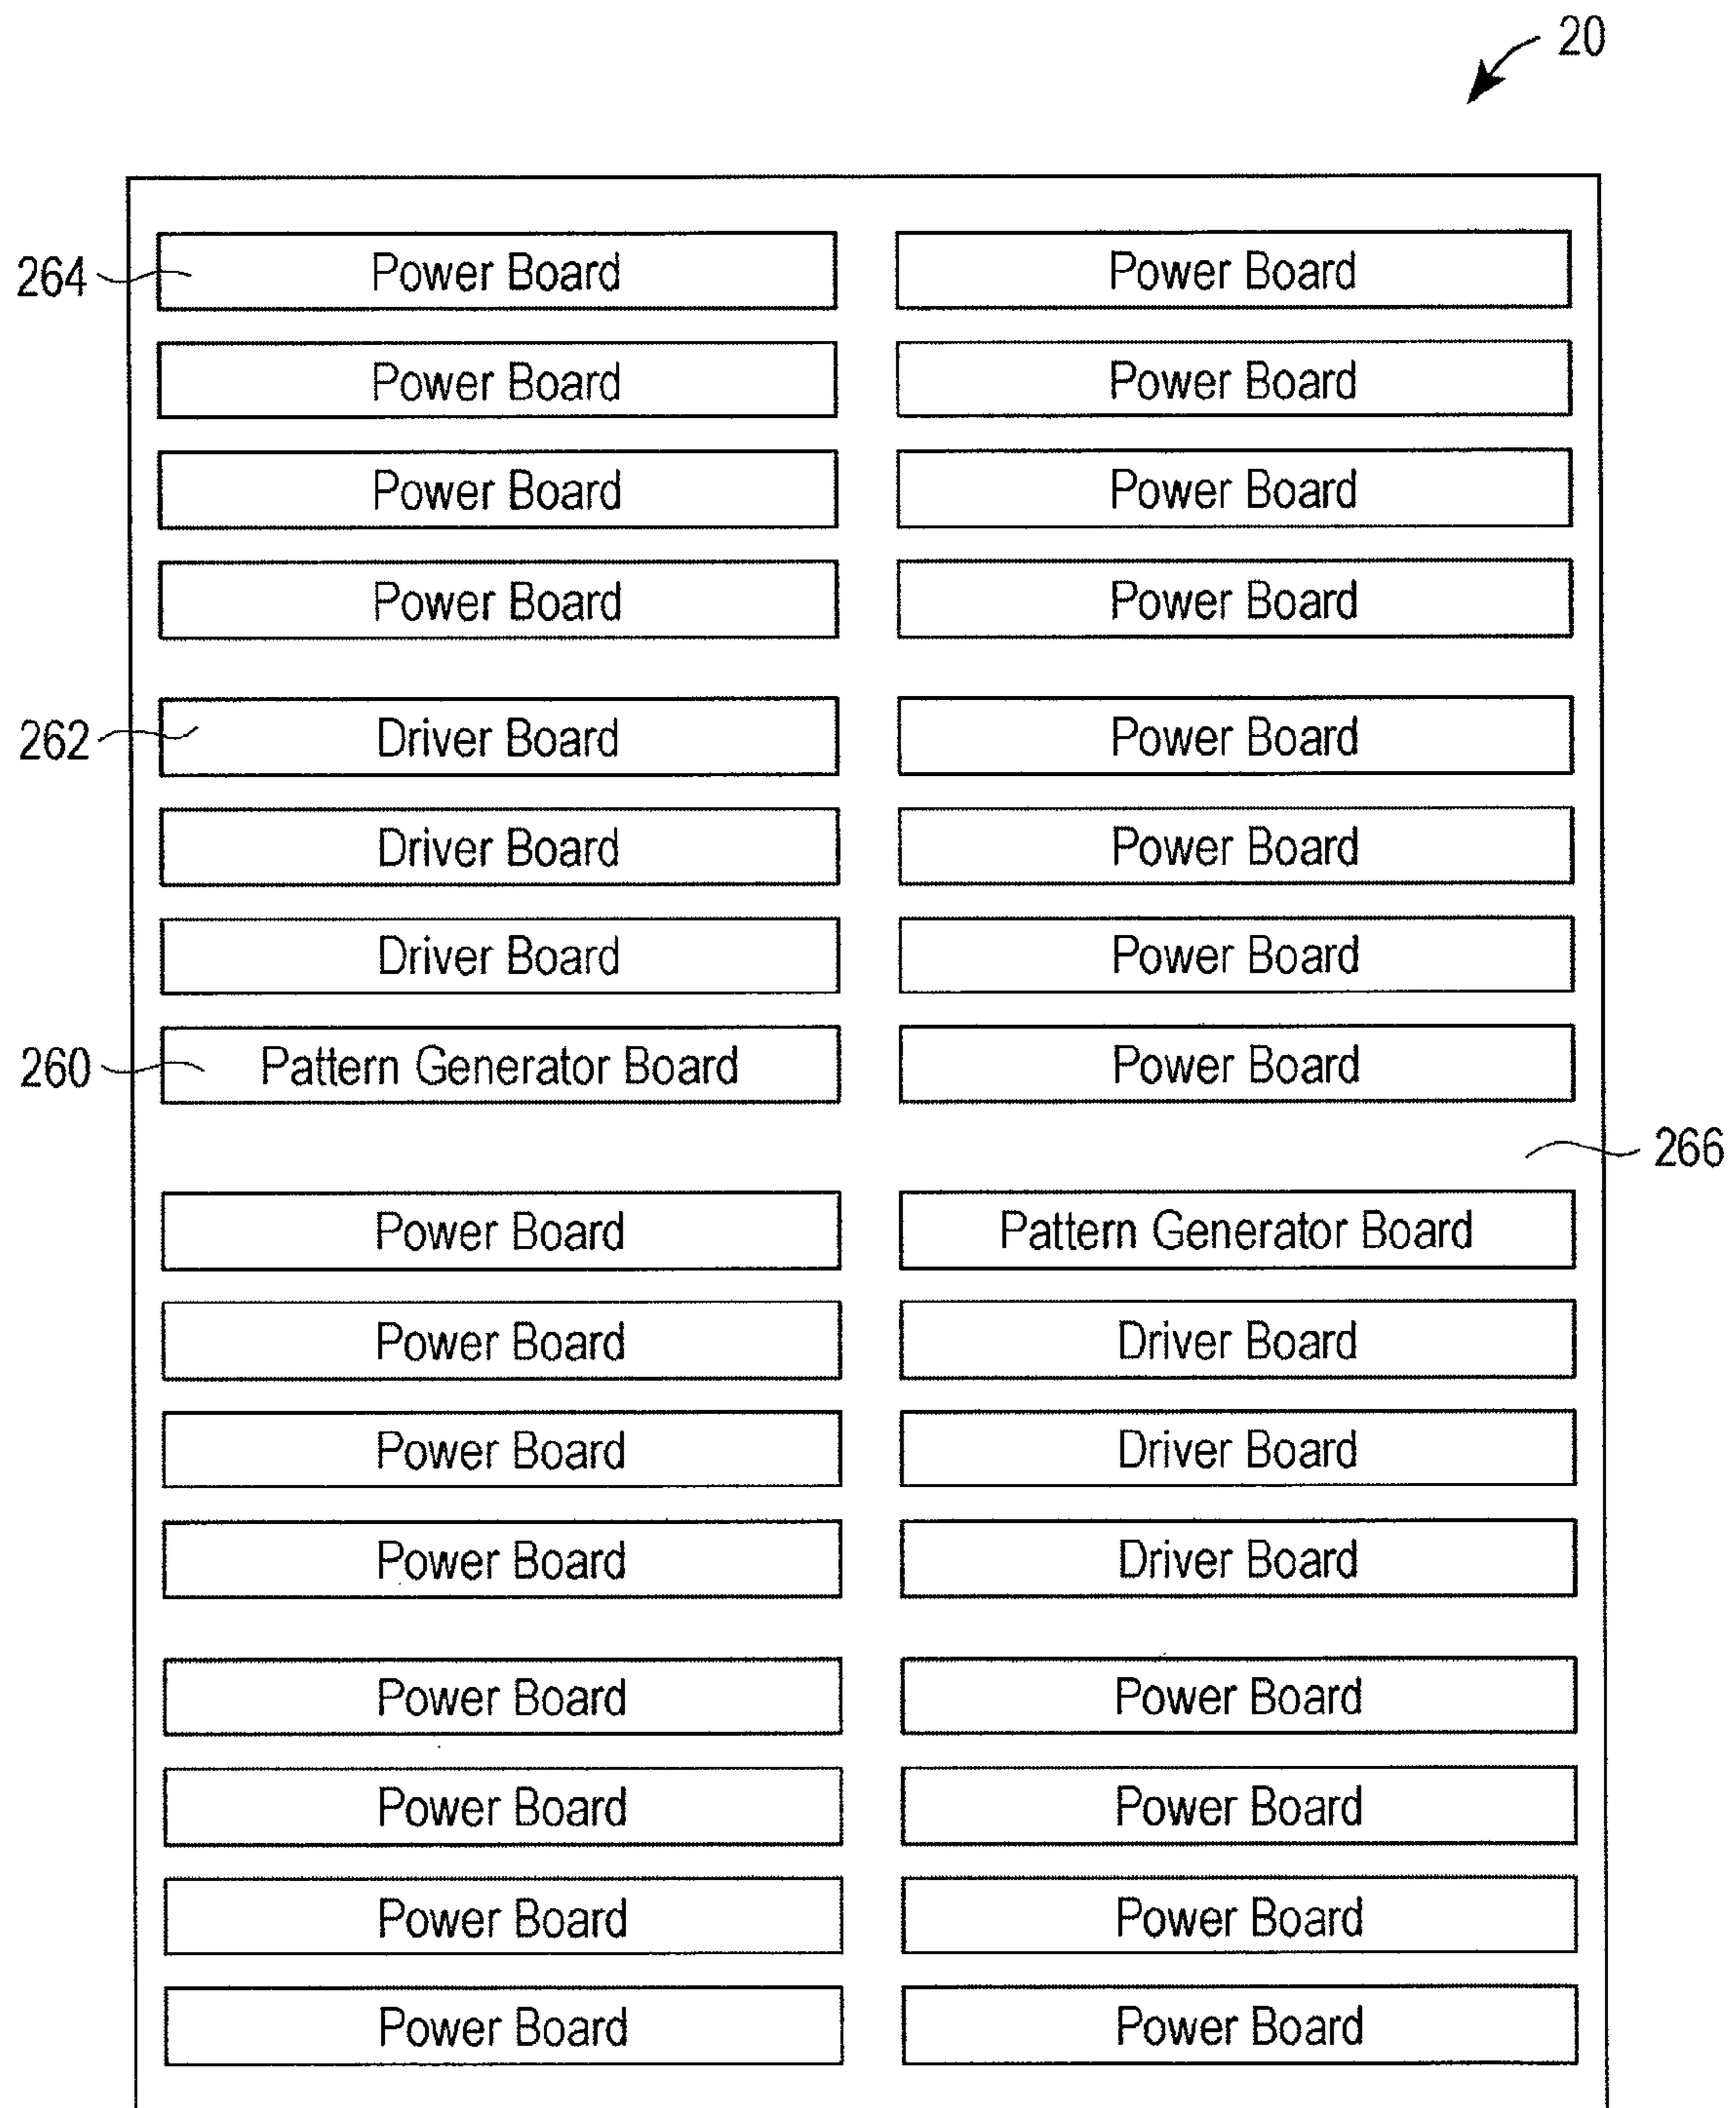 20
264 Power Board Power Board
Power Board Power Board
Power Board Power Board
Power Board Power Board
262 Driver Board Power Board
Driver Board Power Board
Driver Board Power Board
260 Pattern Generator Board Power Board
266
Power Board Pattern Generator Board
Power Board Driver Board
Power Board Driver Board
Power Board Driver Board
Power Board Power Board
Power Board Power Board
Power Board Power Board
Power Board Power Board